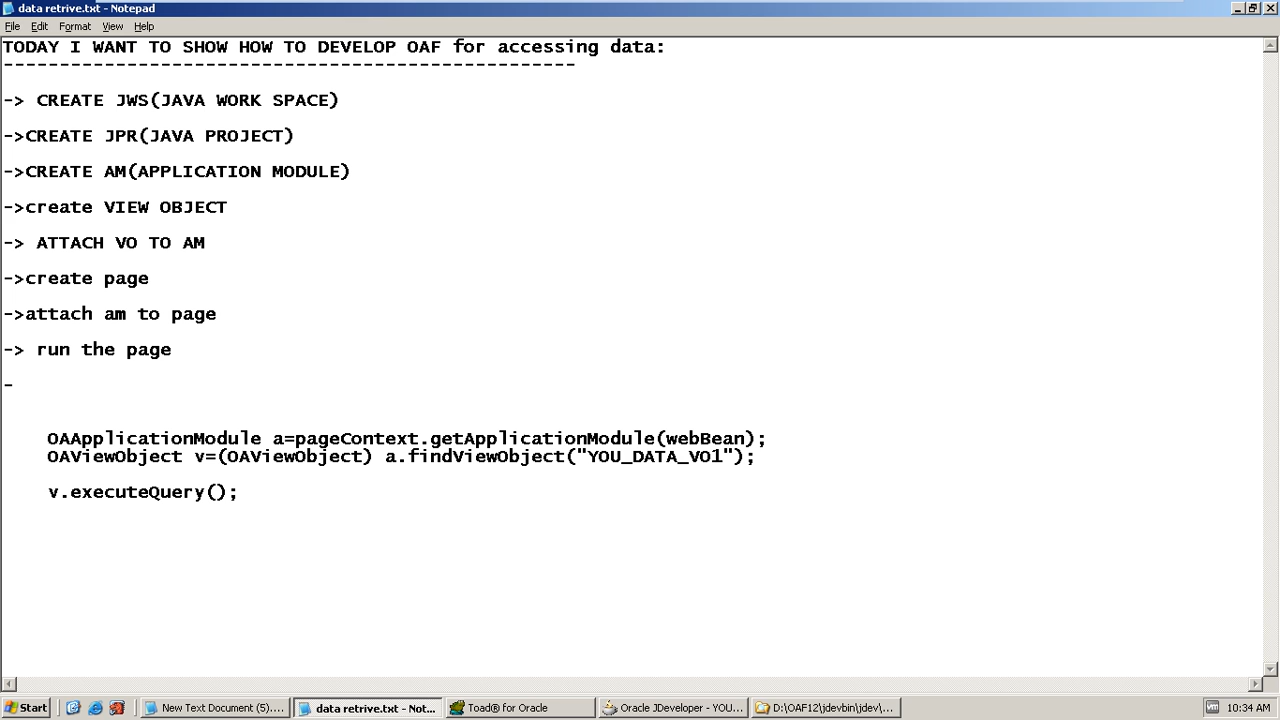 data retrive.txt - Notepad
File Edit Format View Help
TODAY I WANT TO SHOW HOW TO DEVELOP OAF for accessing data:
---------------------------------------------------
-> CREATE JWS(JAVA WORK SPACE)
->CREATE JPR(JAVA PROJECT)
->CREATE AM(APPLICATION MODULE)
->create VIEW OBJECT
-> ATTACH VO TO AM
->create page
->attach am to page
-> run the page
-
OAApplicationModule a=pageContext.getApplicationModule(webBean);
OAViewObject v=(OAViewObject) a.findViewObject("YOU_DATA_VO1");
v.executeQuery();
Start New Text Document (5).... data retrive.txt - Not... Toad® for Oracle Oracle JDeveloper - YOU... D:\OAF12\jdevbin\jdev\... 10:34 AM